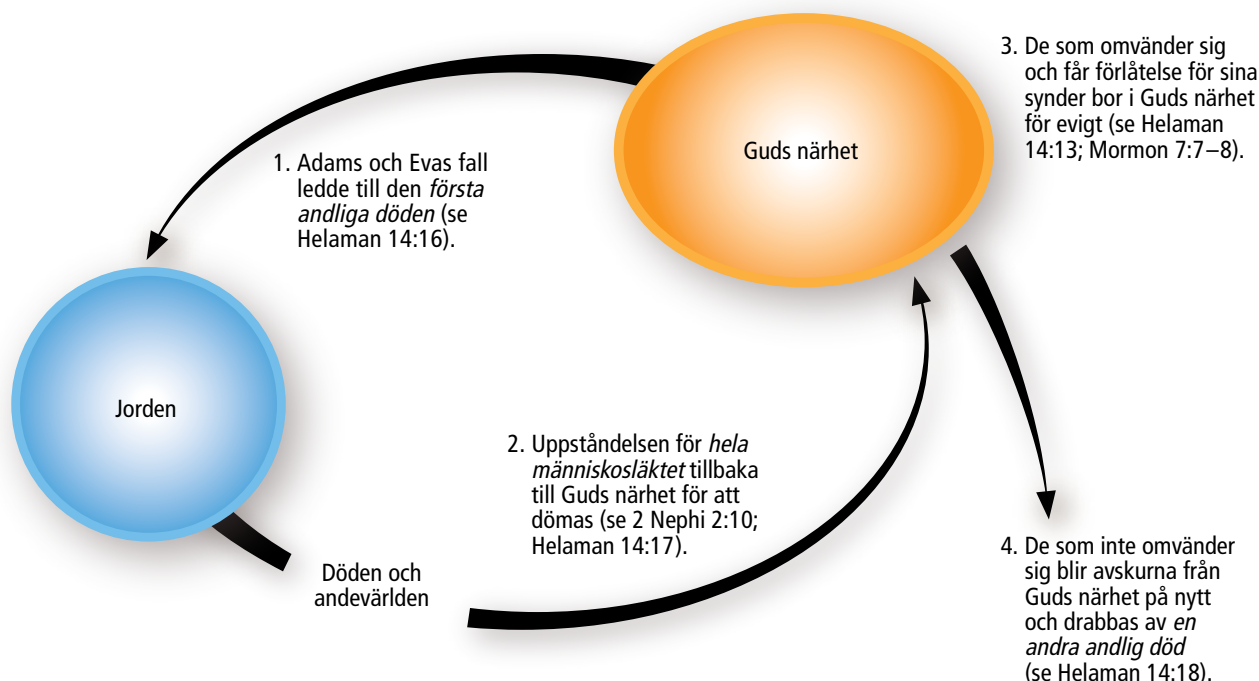 Guds närhet
1. Adams och Evas fall
ledde till den första
andliga döden (se
Helaman 14:16).
Jorden
Döden och
andevärlden
2. Uppståndelsen för hela
människosläktet tillbaka
till Guds närhet för att
dömas (se 2 Nephi 2:10;
Helaman 14:17).
3. De som omvänder sig
och får förlåtelse för sina
synder bor i Guds närhet
för evigt (se Helaman
14:13; Mormon 7:7–8).
4. De som inte omvänder
sig blir avskurna från
Guds närhet på nytt
och drabbas av en
andra andlig död
(se Helaman 14:18).